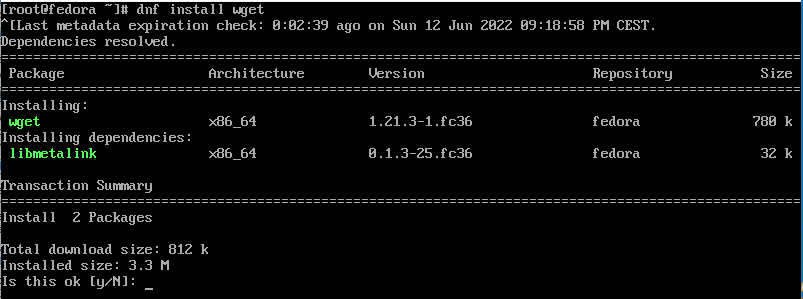 [root@fedora ~]# dnf install wget
^[Last metadata expiration check: 0:02:39 ago on Sun 12 Jun 2022 09:18:58 PM CEST.
Dependencies resolved.
================================================================================
 Package                 Architecture       Version                    Repository             Size
================================================================================
Installing:
 wget                    x86_64             1.21.3-1.fc36              fedora                780 k
Installing dependencies:
 libmetalink             x86_64             0.1.3-25.fc36              fedora                 32 k

Transaction Summary
================================================================================
Install  2 Packages

Total download size: 812 k
Installed size: 3.3 M
Is this ok [y/N]: _